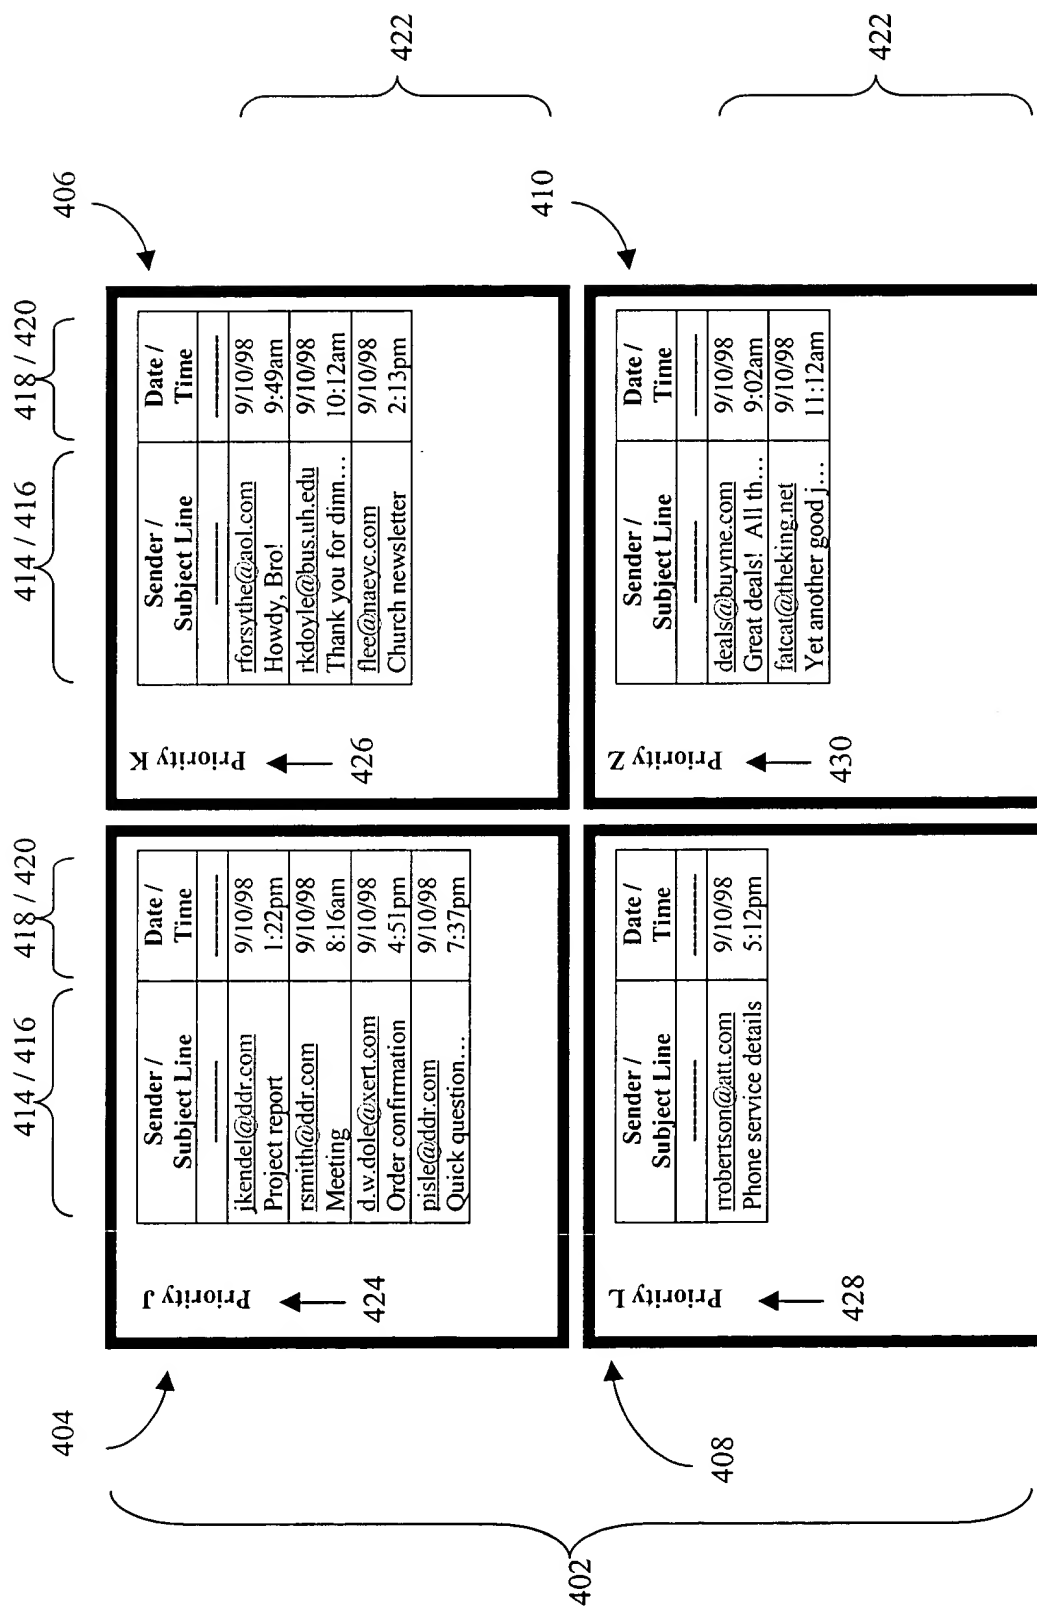 414 / 416
418 / 420
414 / 416
418 / 420
404
406
Priority J
424
Sender /
Subject Line
Date /
Time
----------
----------
jkendel@ddr.com
9/10/98
Project report
1:22pm
rsmith@ddr.com
9/10/98
Meeting
8:16am
d.w.dole@xert.com
9/10/98
Order confirmation
4:51pm
pisle@ddr.com
9/10/98
Quick question…
7:37pm
Priority K
426
Sender /
Subject Line
Date /
Time
----------
----------
rforsythe@aol.com
9/10/98
Howdy, Bro!
9:49am
rkdoyle@bus.uh.edu
9/10/98
Thank you for dinn…
10:12am
flee@naeyc.com
9/10/98
Church newsletter
2:13pm
422
402
408
410
Priority L
428
Sender /
Subject Line
Date /
Time
----------
----------
rrobertson@att.com
9/10/98
Phone service details
5:12pm
Priority Z
430
Sender /
Subject Line
Date /
Time
----------
----------
deals@buyme.com
9/10/98
Great deals!  All th…
9:02am
fatcat@theking.net
9/10/98
Yet another good j…
11:12am
422